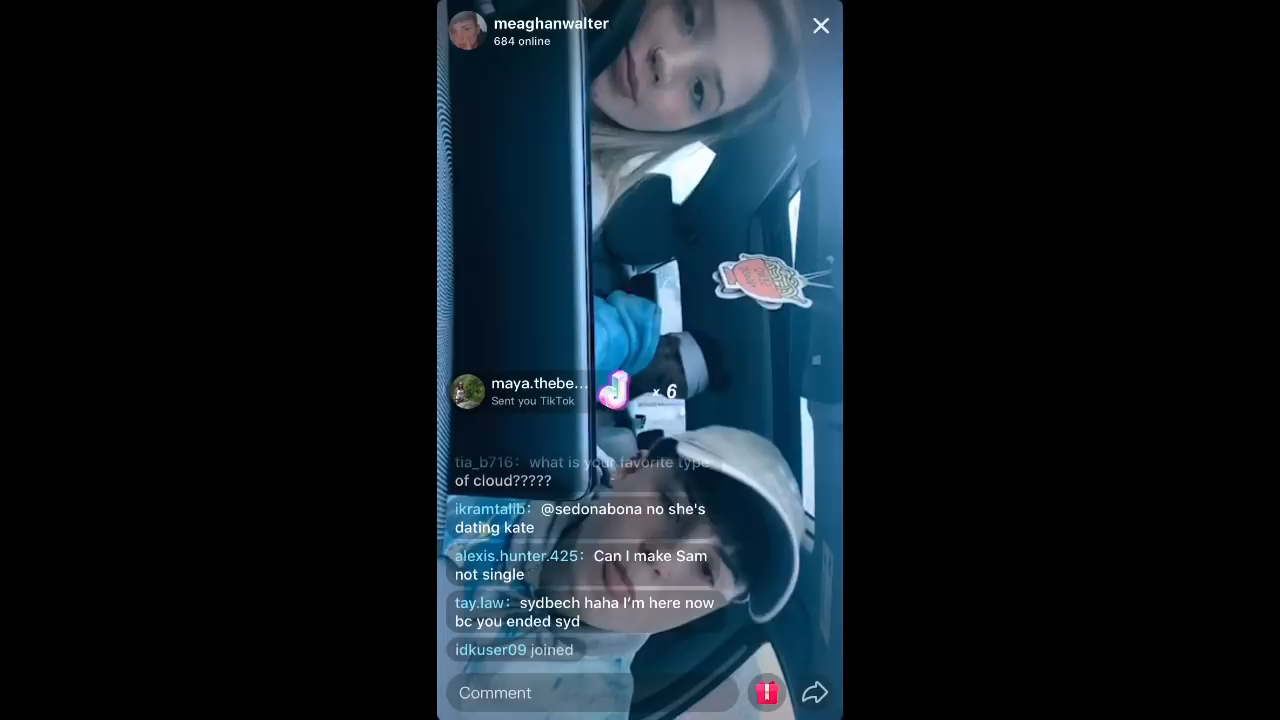 meaghanwalter
684 online
maya.thebe...
Sent you TikTok
× 6
tia_b716: what is your favorite type
of cloud?????
ikramtalib: @sedonabona no she's
dating kate
alexis.hunter.425: Can I make Sam
not single
tay.law: sydbech haha I'm here now
bc you ended syd
idkuser09 joined
Comment